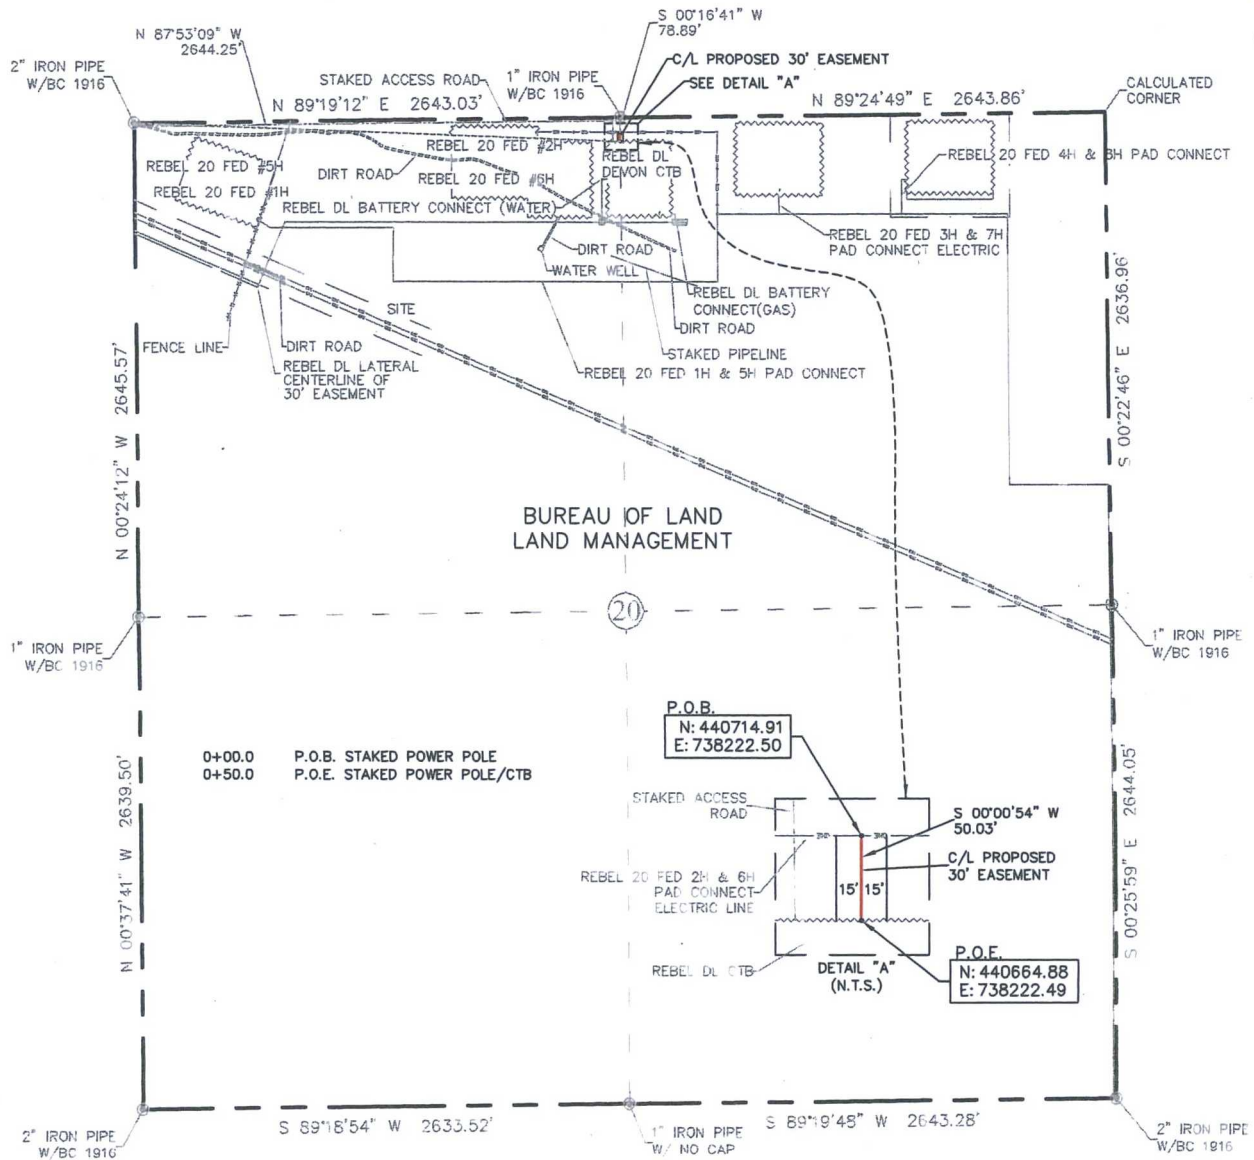 S 00°16'41" W
78.89'
N 87°53'09" W
2644.25'
C/L PROPOSED 30' EASEMENT
2" IRON PIPE
W/BC 1916
STAKED ACCESS ROAD
1" IRON PIPE
W/BC 1916
SEE DETAIL "A"
CALCULATED
CORNER
N 89°19'12" E 2643.03'
N 89°24'49" E 2643.86'
REBEL 20 FED #5H
REBEL 20 FED #1H
DIRT ROAD
REBEL 20 FED #2H
REBEL 20 FED #6H
REBEL DL
DEVON CTB
REBEL 20 FED 4H & 8H PAD CONNECT
REBEL DL BATTERY CONNECT (WATER)
REBEL 20 FED 3H & 7H
PAD CONNECT ELECTRIC
DIRT ROAD
WATER WELL
REBEL DL BATTERY
CONNECT(GAS)
DIRT ROAD
SITE
FENCE LINE
DIRT ROAD
REBEL DL LATERAL
CENTERLINE OF
30' EASEMENT
STAKED PIPELINE
REBEL 20 FED 1H & 5H PAD CONNECT
N 00°24'12" W 2645.57'
S 00°22'46" E 2636.96'
BUREAU OF LAND
LAND MANAGEMENT
20
1" IRON PIPE
W/BC 1916
1" IRON PIPE
W/BC 1916
P.O.B.
N: 440714.91
E: 738222.50
0+00.0 P.O.B. STAKED POWER POLE
0+50.0 P.O.E. STAKED POWER POLE/CTB
N 00°37'41" W 2639.50'
S 00°25'59" E 2644.05'
STAKED ACCESS
ROAD
S 00°00'54" W
50.03'
C/L PROPOSED
30' EASEMENT
REBEL 20 FED 2H & 6H
PAD CONNECT
ELECTRIC LINE
15' 15'
REBEL DL CTB
DETAIL "A"
(N.T.S.)
P.O.E.
N: 440664.88
E: 738222.49
S 89°18'54" W 2633.52'
S 89°19'48" W 2643.28'
2" IRON PIPE
W/BC 1916
1" IRON PIPE
W/ NO CAP
2" IRON PIPE
W/BC 1916